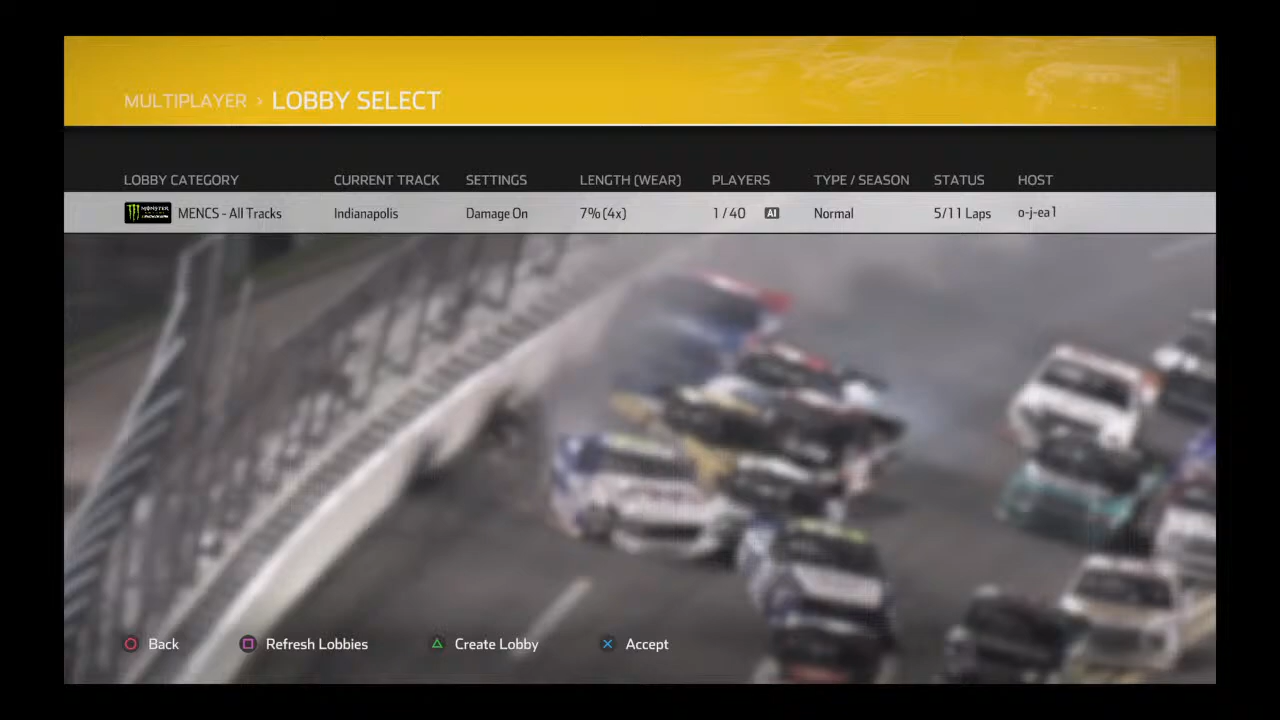 MULTIPLAYER › LOBBY SELECT
LOBBY CATEGORY CURRENT TRACK SETTINGS LENGTH (WEAR) PLAYERS TYPE / SEASON STATUS HOST
MONSTER MENCS - All Tracks Indianapolis Damage On 7% (4x) 1 / 40 AI Normal 5/11 Laps o-j-ea1
Back Refresh Lobbies Create Lobby Accept